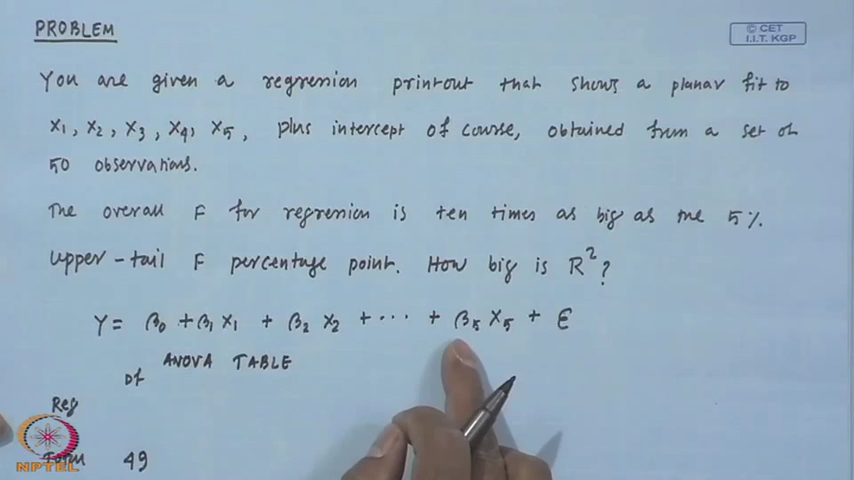 PROBLEM
© CET
I.I.T. KGP
You are given a regression printout that shows a planar fit to
X1, X2, X3, X4, X5, plus intercept of course, obtained from a set of
50 observations.
The overall F for regression is ten times as big as the 5%
Upper-tail F percentage point. How big is R²?
Y = β0 + β1 X1 + β2 X2 + ··· + β5 X5 + ε
ANOVA TABLE
Df
Reg
Total 49
NPTEL